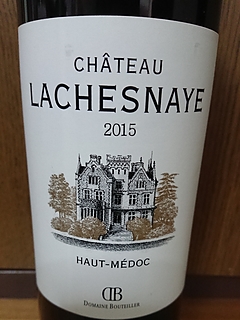 CHÂTEAU
LACHESNAYE
2015
HAUT-MÉDOC
DB
DOMAINE BOUTEILLER